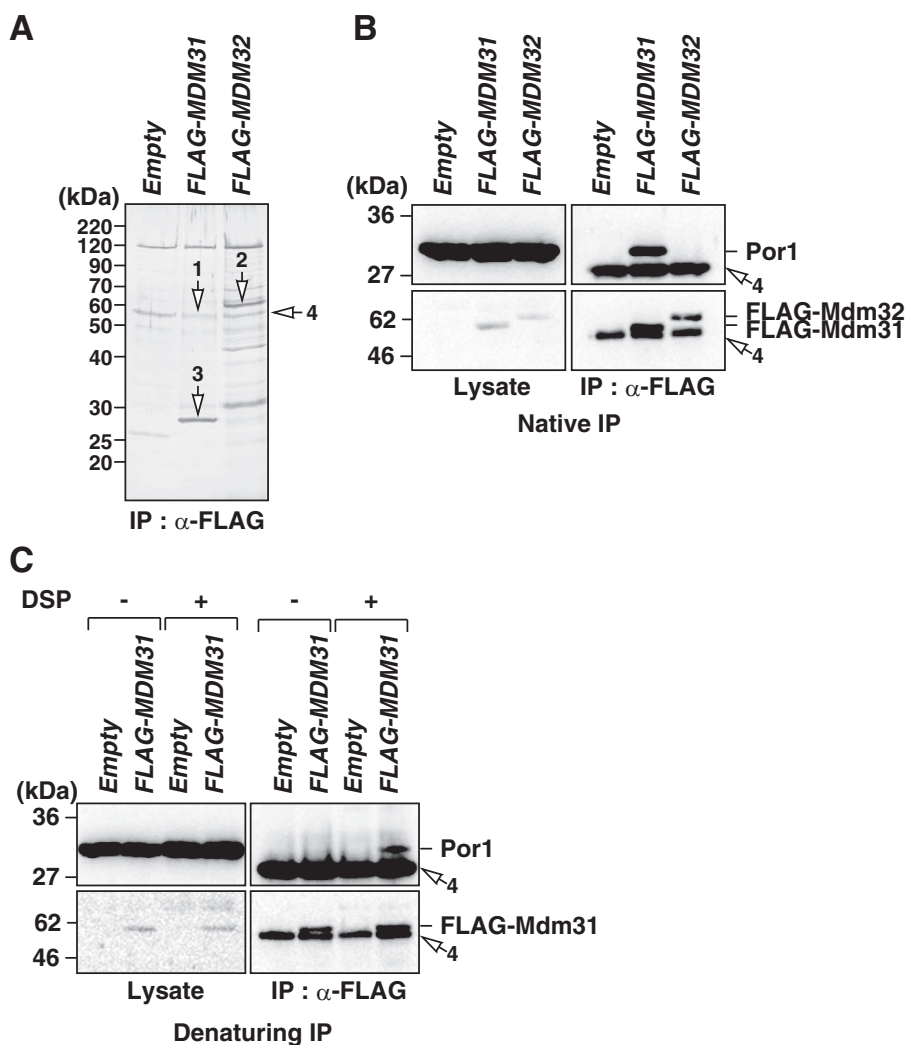 A
Empty
FLAG-MDM31
FLAG-MDM32
(kDa)
220
120
90
70
60
50
40
30
25
20
1
2
3
4
IP : α-FLAG
B
Empty
FLAG-MDM31
FLAG-MDM32
Empty
FLAG-MDM31
FLAG-MDM32
(kDa)
36
27
Por1
4
62
46
FLAG-Mdm32
FLAG-Mdm31
4
Lysate
IP : α-FLAG
Native IP
C
DSP - + - +
Empty
FLAG-MDM31
Empty
FLAG-MDM31
Empty
FLAG-MDM31
Empty
FLAG-MDM31
(kDa)
36
27
Por1
4
62
46
FLAG-Mdm31
4
Lysate
IP : α-FLAG
Denaturing IP